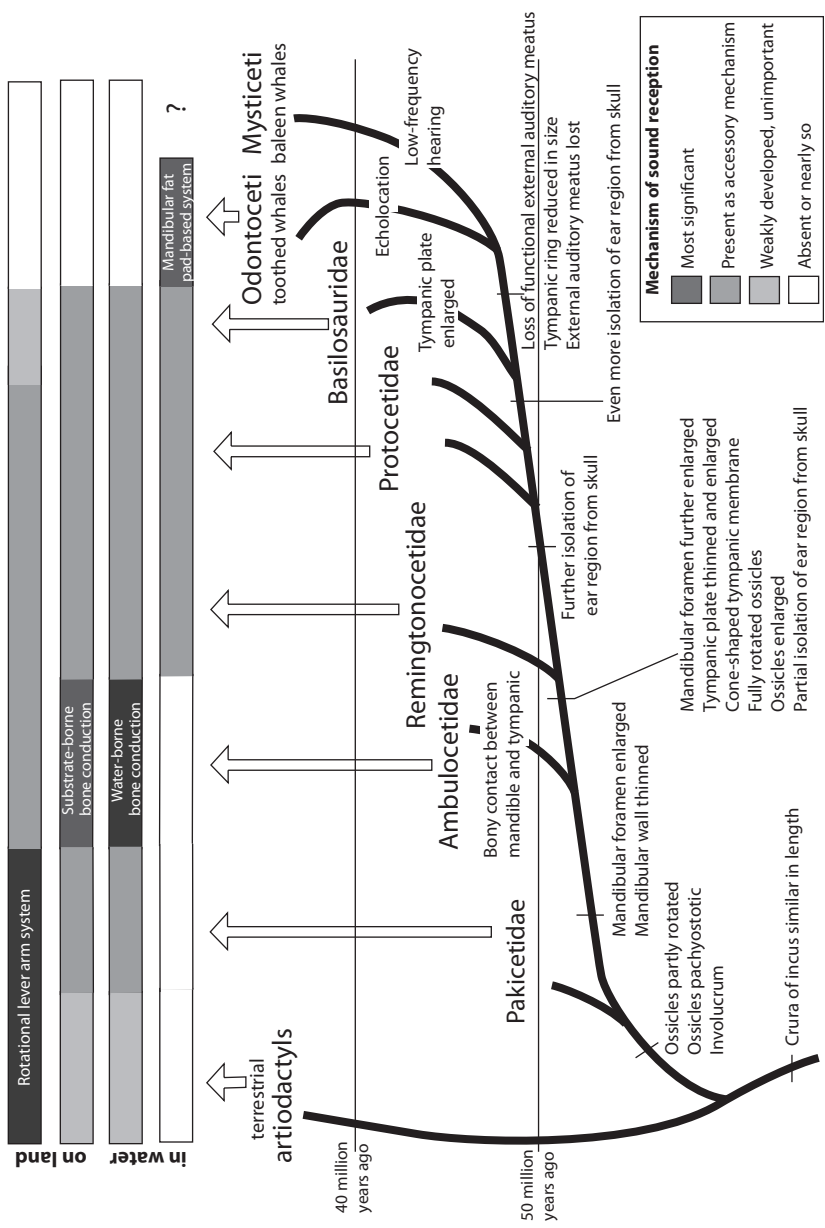 on land
in water
Rotational lever arm system
Substrate-borne
bone conduction
Water-borne
bone conduction
Mandibular fat
pad-based system
?
terrestrial
artiodactyls
Pakicetidae
Ambulocetidae
Remingtonocetidae
Protocetidae
Basilosauridae
Odontoceti
toothed whales
Mysticeti
baleen whales
40 million
years ago
50 million
years ago
Bony contact between
mandible and tympanic
Tympanic plate
enlarged
Echolocation
Low-frequency
hearing
Crura of incus similar in length
Ossicles partly rotated
Ossicles pachyostotic
Involucrum
Mandibular foramen enlarged
Mandibular wall thinned
Mandibular foramen further enlarged
Tympanic plate thinned and enlarged
Cone-shaped tympanic membrane
Fully rotated ossicles
Ossicles enlarged
Partial isolation of ear region from skull
Further isolation of
ear region from skull
Even more isolation of ear region from skull
Loss of functional external auditory meatus
Tympanic ring reduced in size
External auditory meatus lost
Mechanism of sound reception
Most significant
Present as accessory mechanism
Weakly developed, unimportant
Absent or nearly so